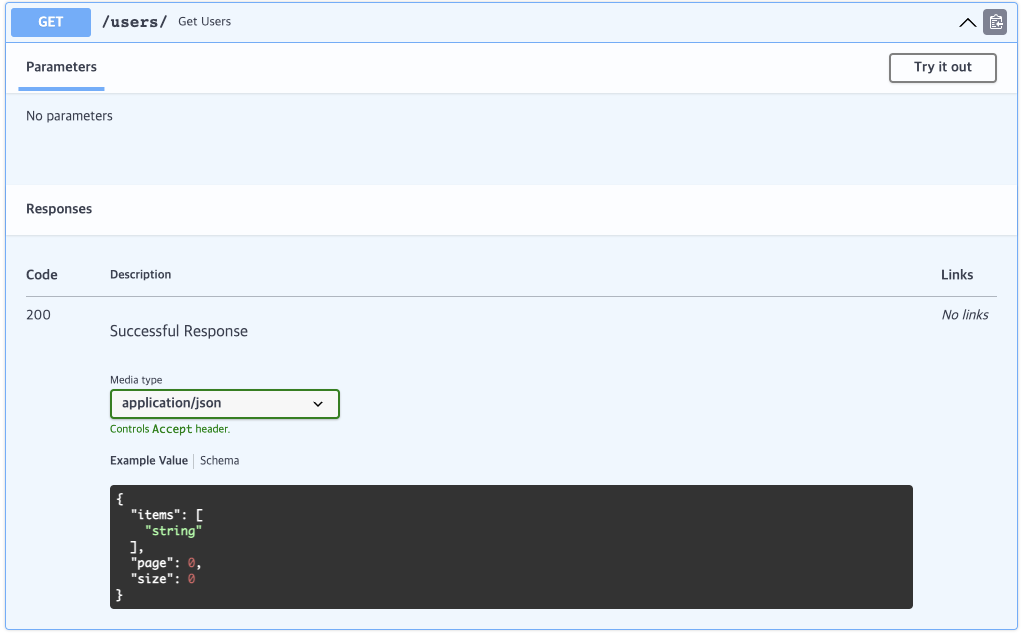 GET /users/ Get Users
Parameters Try it out
No parameters
Responses
Code Description Links
200 Successful Response No links
Media type
application/json
Controls Accept header.
Example Value Schema
{
  "items": [
    "string"
  ],
  "page": 0,
  "size": 0
}